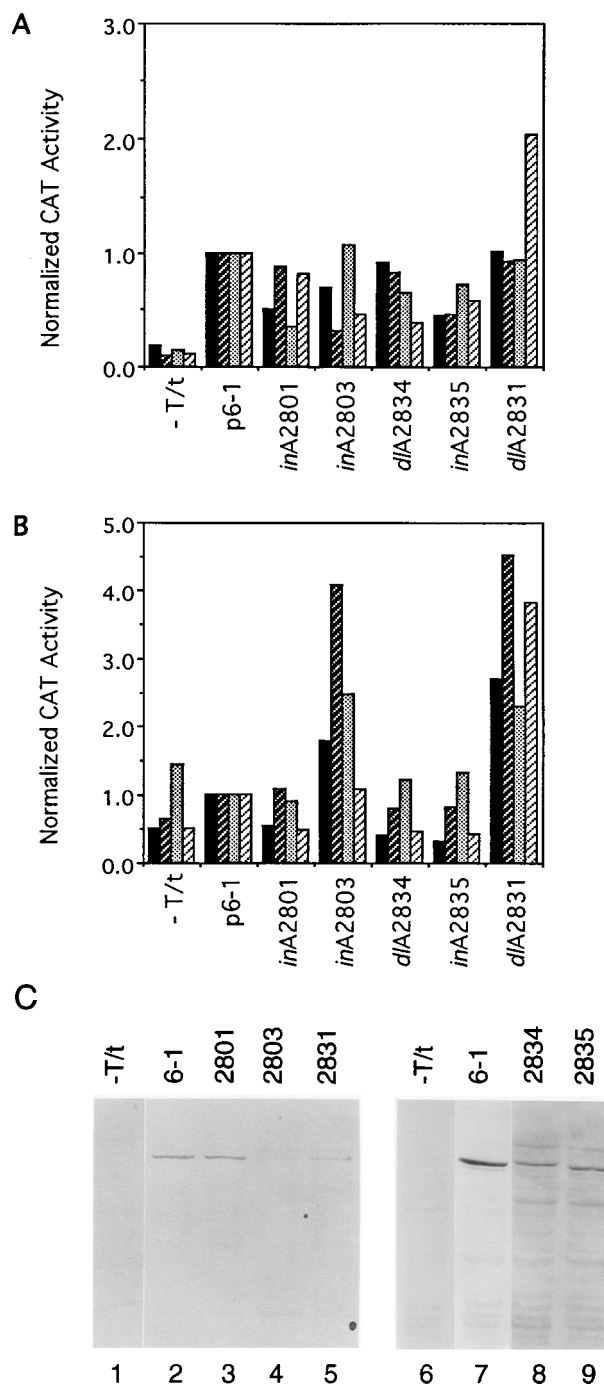 A
Normalized CAT Activity
3.0
2.0
1.0
0.0
- T/t
p6-1
inA2801
inA2803
dlA2834
inA2835
dlA2831
B
Normalized CAT Activity
5.0
4.0
3.0
2.0
1.0
0.0
- T/t
p6-1
inA2801
inA2803
dlA2834
inA2835
dlA2831
C
-T/t
6-1
2801
2803
2831
-T/t
6-1
2834
2835
1 2 3 4 5 6 7 8 9